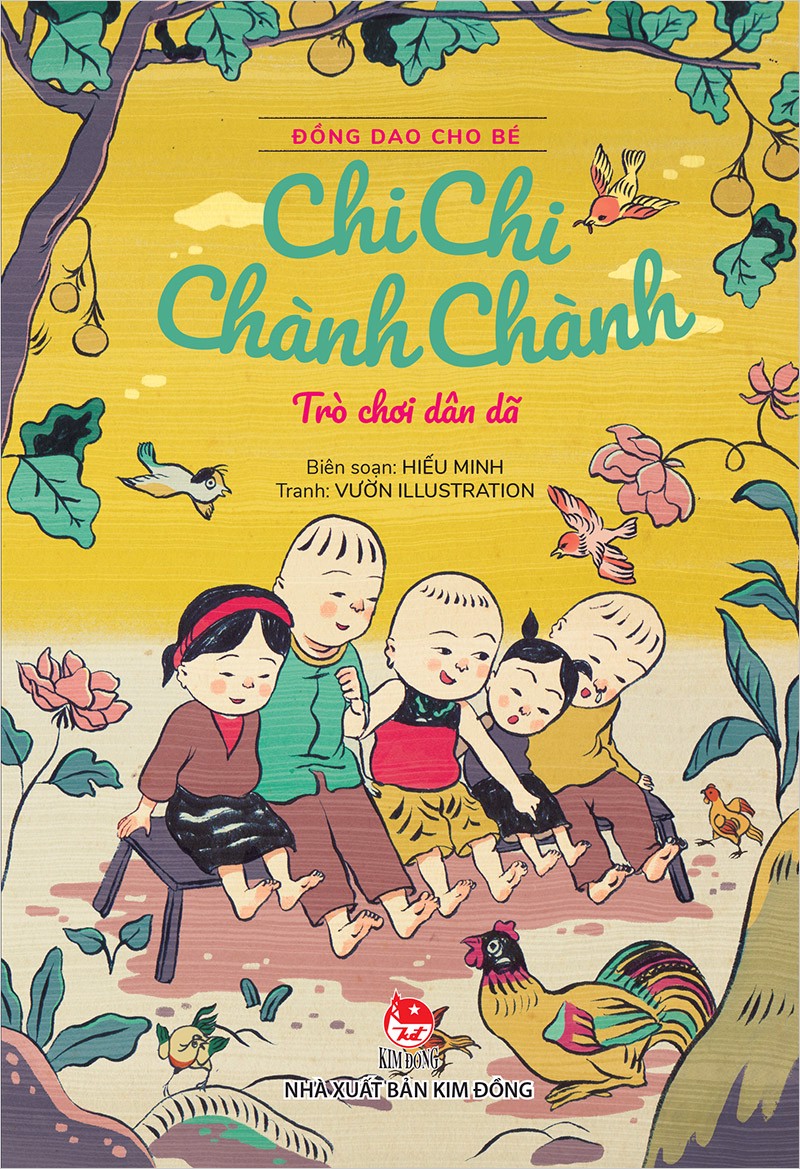 ĐỒNG DAO CHO BÉ
Chi Chi
Chành Chành
Trò chơi dân dã
Biên soạn: HIẾU MINH
Tranh: VƯỜN ILLUSTRATION
KIM ĐỒNG
NHÀ XUẤT BẢN KIM ĐỒNG